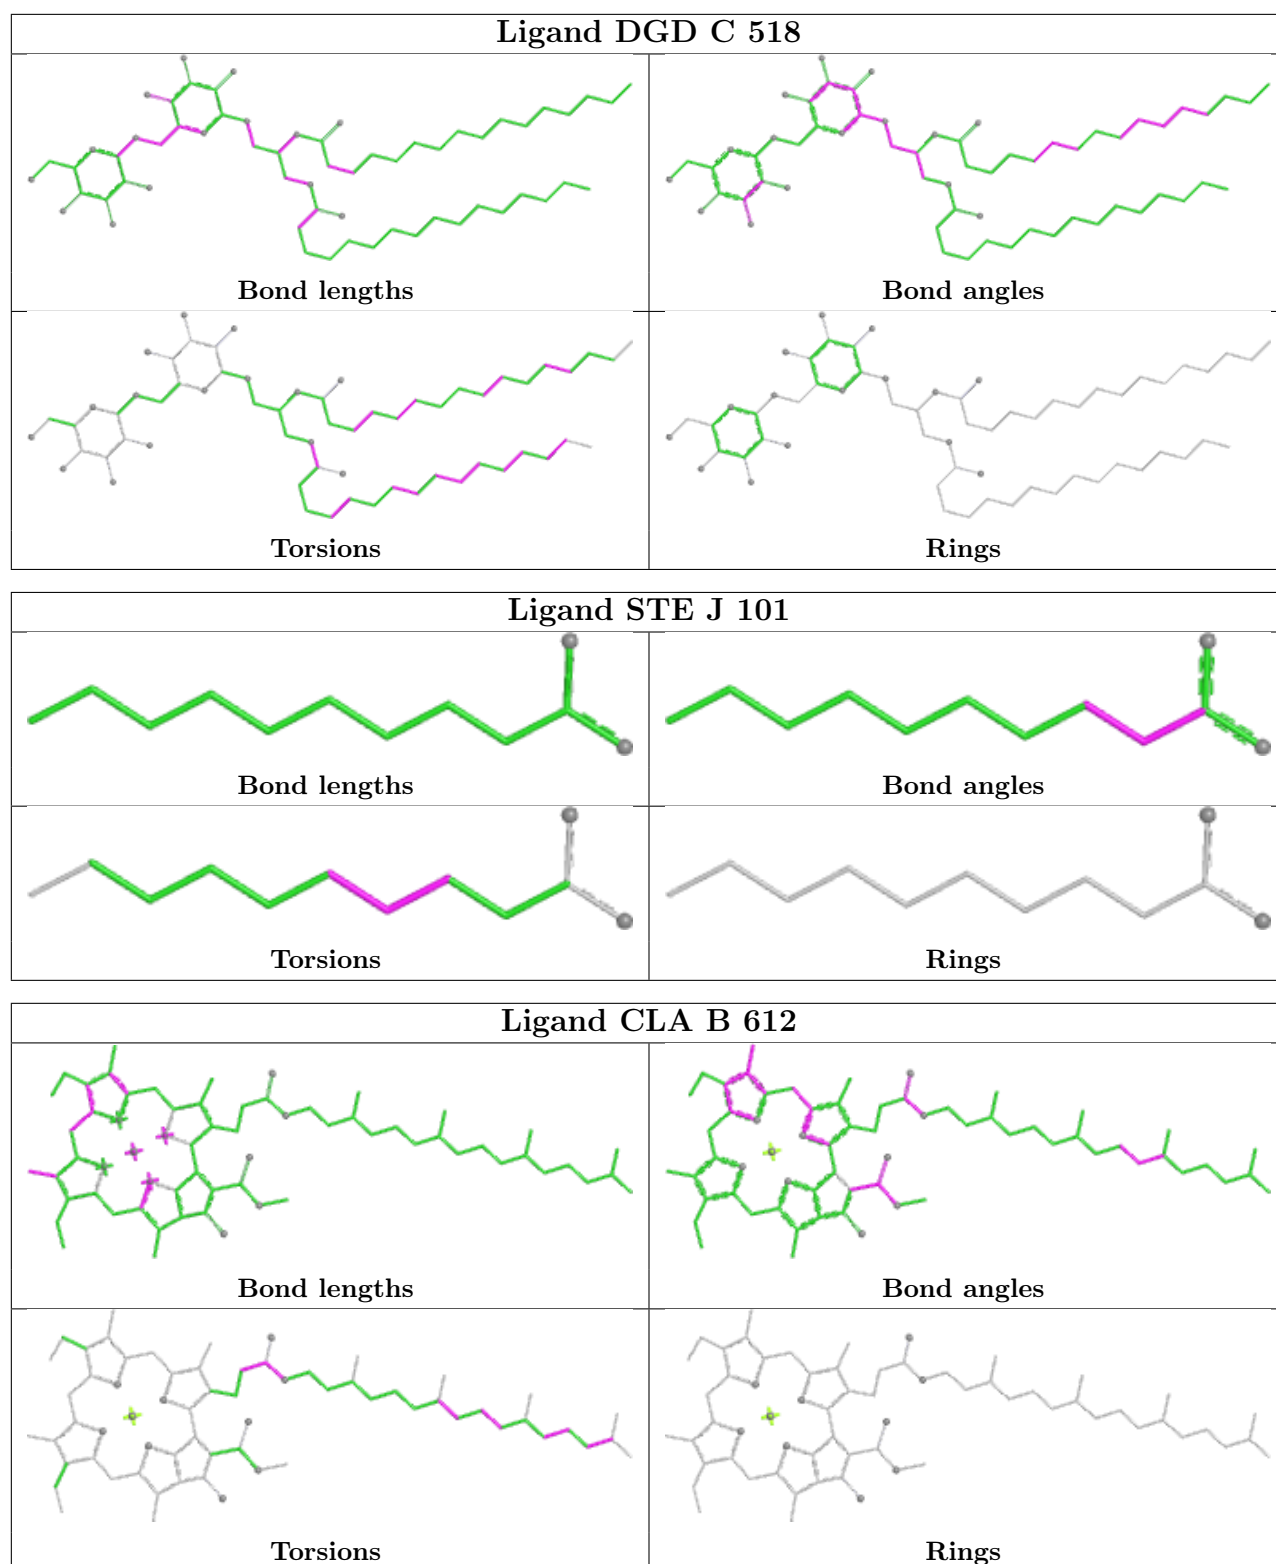 Ligand DGD C 518
Bond lengths
Bond angles
Torsions
Rings
Ligand STE J 101
Bond lengths
Bond angles
Torsions
Rings
Ligand CLA B 612
Bond lengths
Bond angles
Torsions
Rings